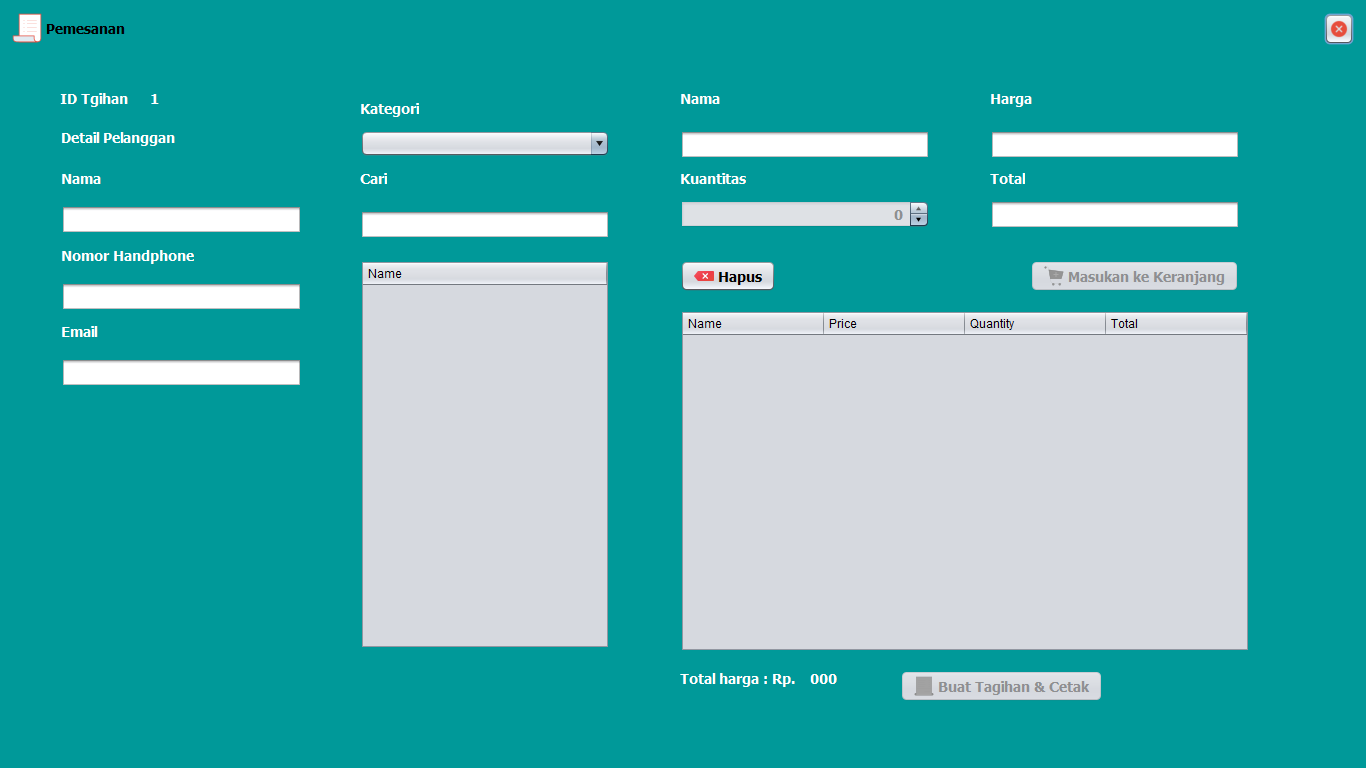 Pemesanan
ID Tgihan 1
Detail Pelanggan
Nama
Nomor Handphone
Email
Kategori
Cari
Name
Nama
Harga
Kuantitas
0
Total
Hapus
Masukan ke Keranjang
Name Price Quantity Total
Total harga : Rp. 000
Buat Tagihan & Cetak